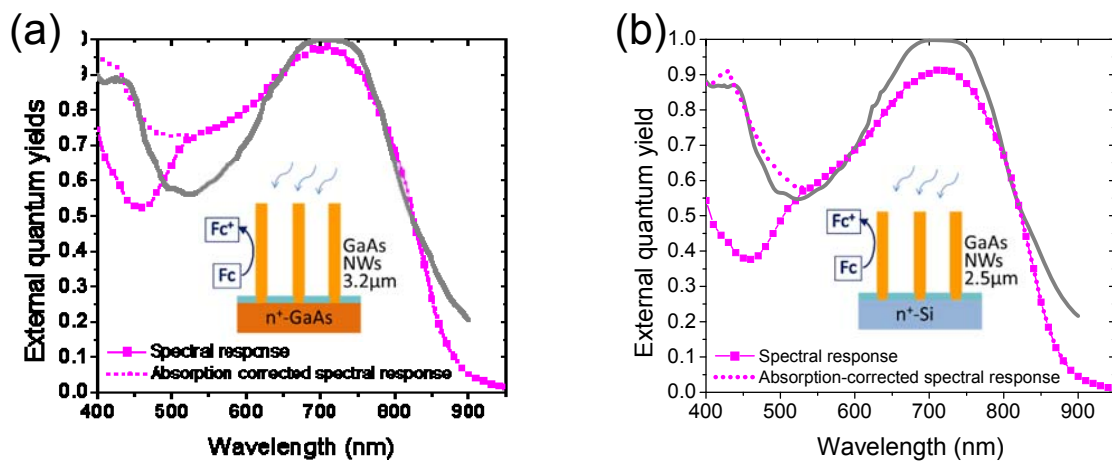 (a)
External quantum yields
0
0.9
0.8
0.7
0.6
0.5
0.4
0.3
0.2
0.1
0.0
Fc⁺
Fc
GaAs
NWs
3.2μm
n⁺-GaAs
Spectral response
Absorption corrected spectral response
400 500 600 700 800 900
Wavelength (nm)
(b)
External quantum yield
1.0
0.9
0.8
0.7
0.6
0.5
0.4
0.3
0.2
0.1
0.0
Fc⁺
Fc
GaAs
NWs
2.5μm
n⁺-Si
Spectral response
Absorption-corrected spectral response
400 500 600 700 800 900
Wavelength (nm)